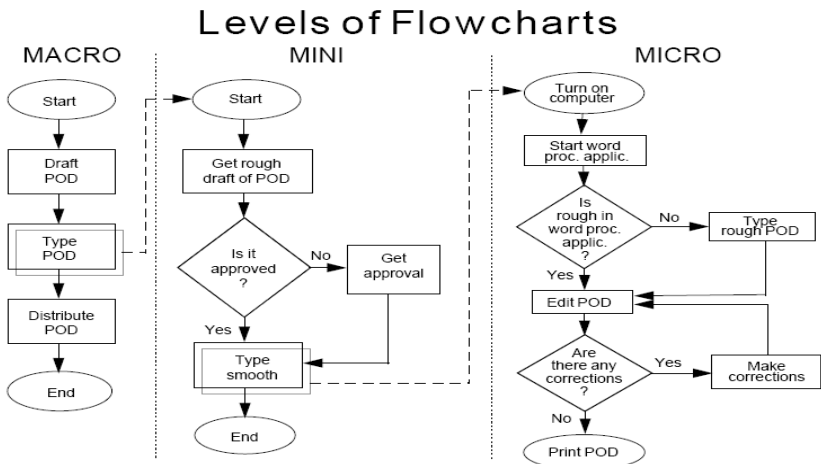 Levels of Flowcharts
MACRO
MINI
MICRO
Start
Draft
POD
Type
POD
Distribute
POD
End
Start
Get rough
draft of POD
Is it
approved
?
No
Get
approval
Yes
Type
smooth
End
Turn on
computer
Start word
proc. applic.
Is
rough in
word proc.
applic.
?
No
Type
rough POD
Yes
Edit POD
Are
there any
corrections
?
Yes
Make
corrections
No
Print POD